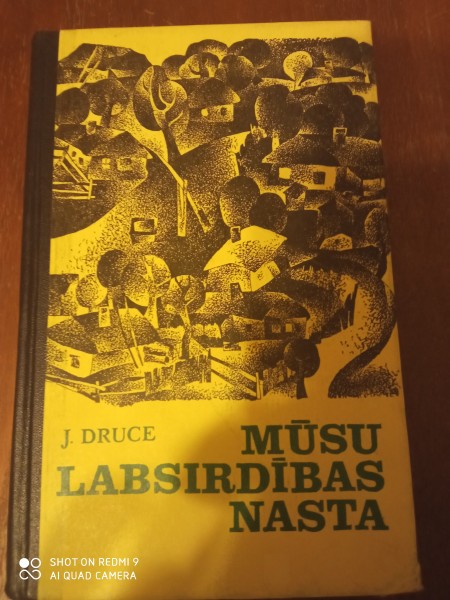 J. DRUCE
MŪSU
LABSIRDĪBAS
NASTA
SHOT ON REDMI 9
AI QUAD CAMERA